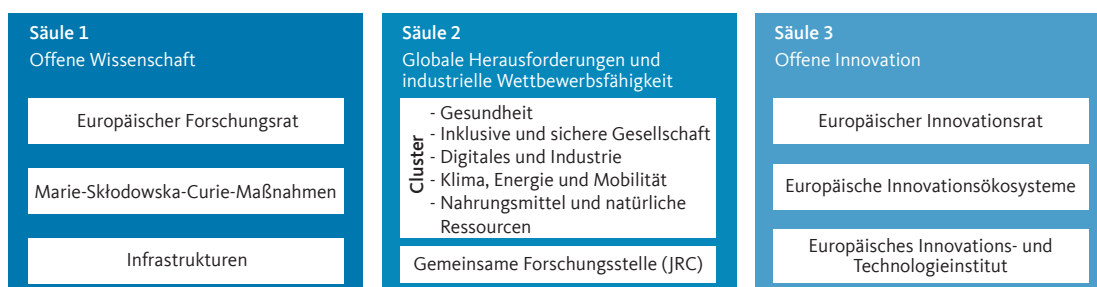 Säule 1
Offene Wissenschaft
Europäischer Forschungsrat
Marie-Skłodowska-Curie-Maßnahmen
Infrastrukturen
Säule 2
Globale Herausforderungen und
industrielle Wettbewerbsfähigkeit
Cluster
- Gesundheit
- Inklusive und sichere Gesellschaft
- Digitales und Industrie
- Klima, Energie und Mobilität
- Nahrungsmittel und natürliche
Ressourcen
Gemeinsame Forschungsstelle (JRC)
Säule 3
Offene Innovation
Europäischer Innovationsrat
Europäische Innovationsökosysteme
Europäisches Innovations- und
Technologieinstitut